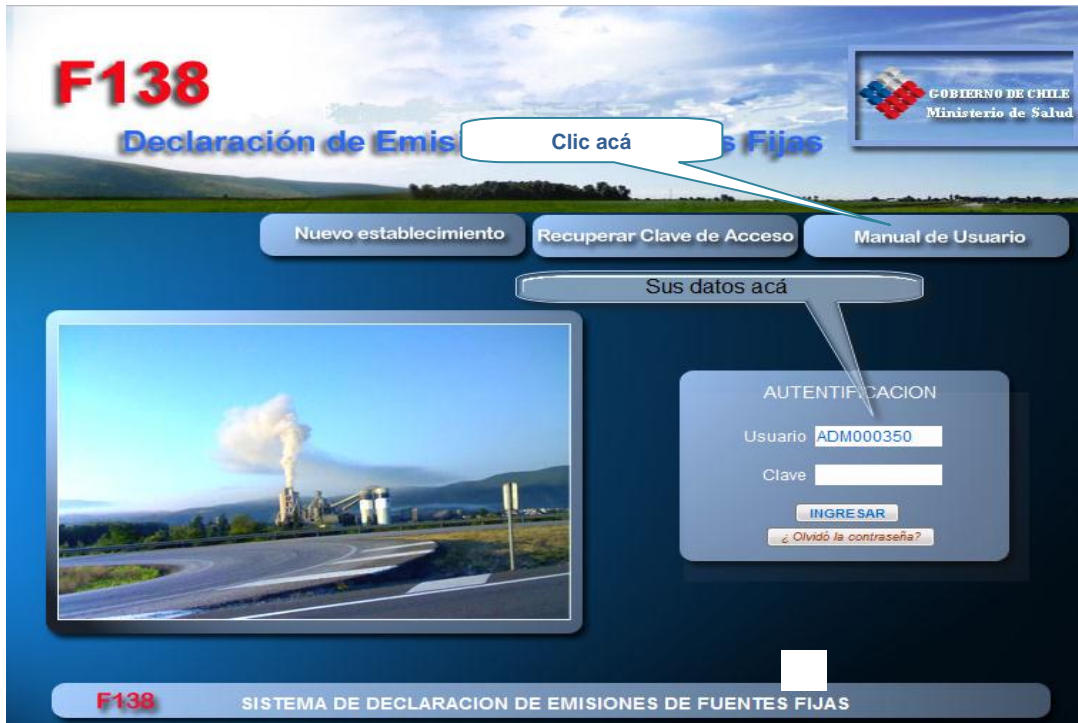 F138
GOBIERNO DE CHILE
Ministerio de Salud
Declaración de Emis s Fijas
Clic acá
Nuevo establecimiento
Recuperar Clave de Acceso
Manual de Usuario
Sus datos acá
AUTENTIFICACION
Usuario ADM000350
Clave
INGRESAR
¿ Olvidó la contraseña?
F138 SISTEMA DE DECLARACION DE EMISIONES DE FUENTES FIJAS